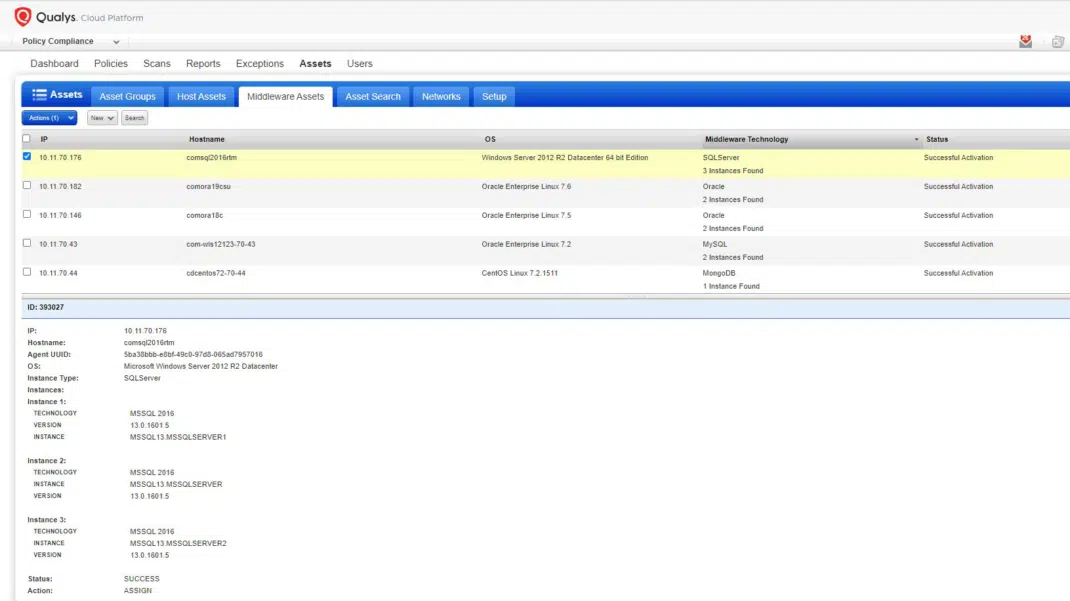 Qualys. Cloud Platform
Policy Compliance
Dashboard Policies Scans Reports Exceptions Assets Users
Assets Asset Groups Host Assets Middleware Assets Asset Search Networks Setup
Actions (1) New Search
IP Hostname OS Middleware Technology Status
10.11.70.176 comsql2016rtm Windows Server 2012 R2 Datacenter 64 bit Edition SQLServer Successful Activation
3 Instances Found
10.11.70.182 comora19csu Oracle Enterprise Linux 7.6 Oracle Successful Activation
2 Instances Found
10.11.70.146 comora18c Oracle Enterprise Linux 7.5 Oracle Successful Activation
2 Instances Found
10.11.70.43 com-wls12123-70-43 Oracle Enterprise Linux 7.2 MySQL Successful Activation
2 Instances Found
10.11.70.44 cdcentos72-70-44 CentOS Linux 7.2.1511 MongoDB Successful Activation
1 Instance Found
ID: 393027
IP: 10.11.70.176
Hostname: comsql2016rtm
Agent UUID: 5ba38bbb-e8bf-49c0-97d8-065ad7957016
OS: Microsoft Windows Server 2012 R2 Datacenter
Instance Type: SQLServer
Instances:
Instance 1:
TECHNOLOGY MSSQL 2016
VERSION 13.0.1601.5
INSTANCE MSSQL13.MSSQLSERVER1
Instance 2:
TECHNOLOGY MSSQL 2016
INSTANCE MSSQL13.MSSQLSERVER
VERSION 13.0.1601.5
Instance 3:
TECHNOLOGY MSSQL 2016
INSTANCE MSSQL13.MSSQLSERVER2
VERSION 13.0.1601.5
Status: SUCCESS
Action: ASSIGN